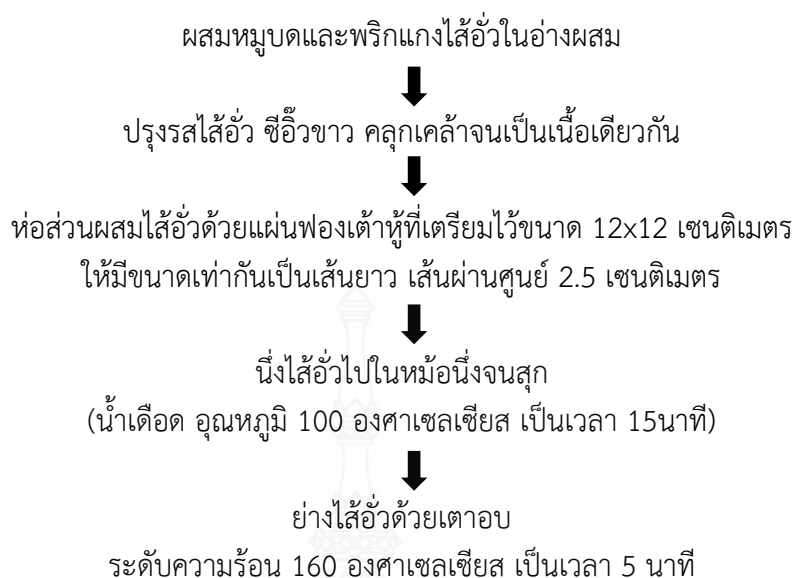 ผสมหมูบดและพริกแกงไส้อั่วในอ่างผสม
ปรุงรสไส้อั่ว ซีอิ๊วขาว คลุกเคล้าจนเป็นเนื้อเดียวกัน
ห่อส่วนผสมไส้อั่วด้วยแผ่นฟองเต้าหู้ที่เตรียมไว้ขนาด 12x12 เซนติเมตร
ให้มีขนาดเท่ากันเป็นเส้นยาว เส้นผ่านศูนย์ 2.5 เซนติเมตร
นึ่งไส้อั่วไปในหม้อนึ่งจนสุก
(น้ำเดือด อุณหภูมิ 100 องศาเซลเซียส เป็นเวลา 15นาที)
ย่างไส้อั่วด้วยเตาอบ
ระดับความร้อน 160 องศาเซลเซียส เป็นเวลา 5 นาที